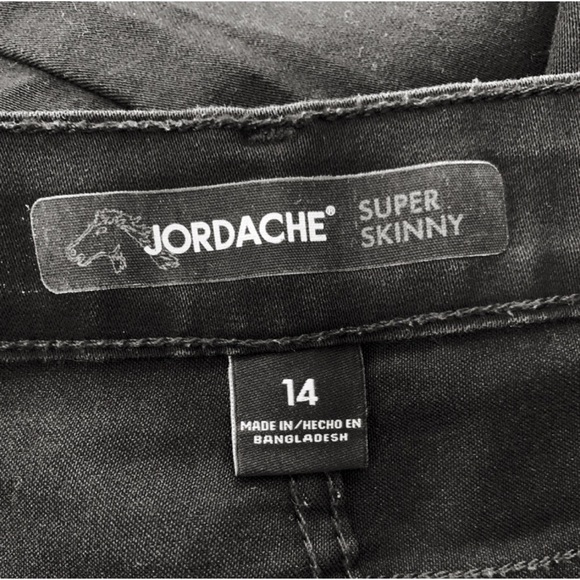 JORDACHE®
SUPER
SKINNY
14
MADE IN/HECHO EN
BANGLADESH